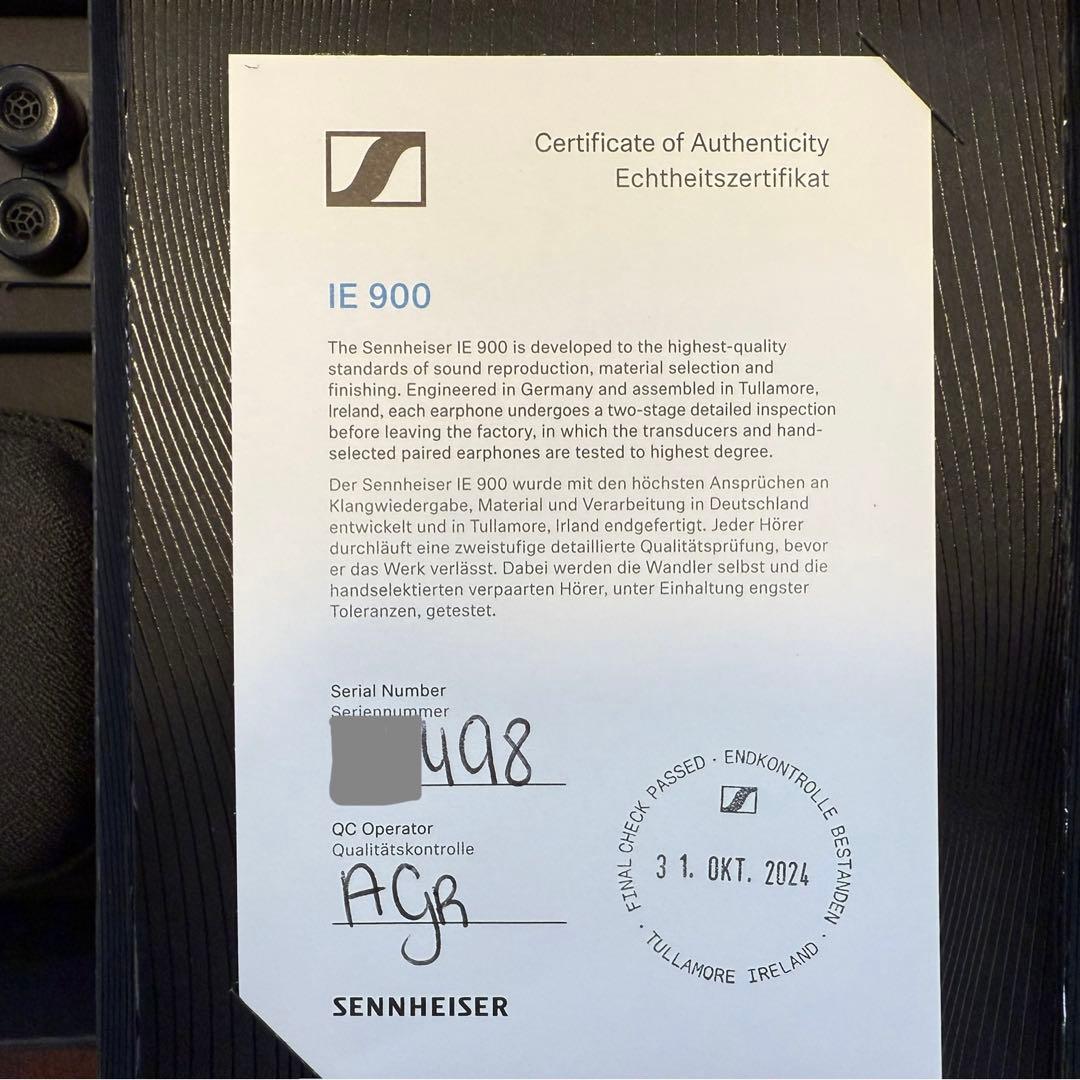 Certificate of Authenticity
Echtheitszertifikat
IE 900
The Sennheiser IE 900 is developed to the highest-quality
standards of sound reproduction, material selection and
finishing. Engineered in Germany and assembled in Tullamore,
Ireland, each earphone undergoes a two-stage detailed inspection
before leaving the factory, in which the transducers and hand-
selected paired earphones are tested to highest degree.
Der Sennheiser IE 900 wurde mit den höchsten Ansprüchen an
Klangwiedergabe, Material und Verarbeitung in Deutschland
entwickelt und in Tullamore, Irland endgefertigt. Jeder Hörer
durchläuft eine zweistufige detaillierte Qualitätsprüfung, bevor
er das Werk verlässt. Dabei werden die Wandler selbst und die
handselektierten verpaarten Hörer, unter Einhaltung engster
Toleranzen, getestet.
Serial Number
Seriennummer
498
QC Operator
Qualitätskontrolle
AGR
FINAL CHECK PASSED · ENDKONTROLLE BESTANDEN ·
31. OKT. 2024
· TULLAMORE IRELAND
SENNHEISER